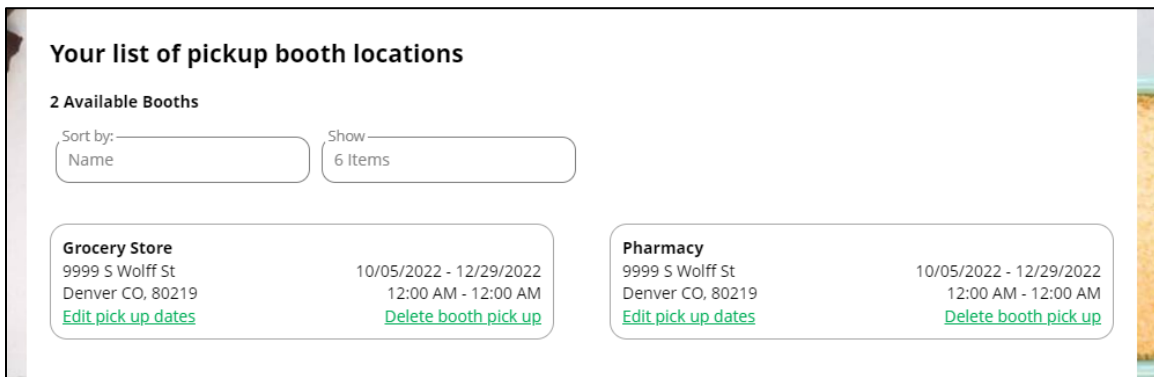 Your list of pickup booth locations
2 Available Booths
Sort by:
Name
Show
6 Items
Grocery Store
9999 S Wolff St
10/05/2022 - 12/29/2022
Denver CO, 80219
12:00 AM - 12:00 AM
Edit pick up dates
Delete booth pick up
Pharmacy
9999 S Wolff St
10/05/2022 - 12/29/2022
Denver CO, 80219
12:00 AM - 12:00 AM
Edit pick up dates
Delete booth pick up